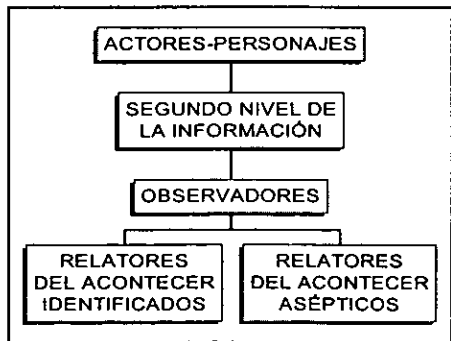 ACTORES-PERSONAJES
SEGUNDO NIVEL DE
LA INFORMACIÓN
OBSERVADORES
RELATORES
DEL ACONTECER
IDENTIFICADOS
RELATORES
DEL ACONTECER
ASÉPTICOS